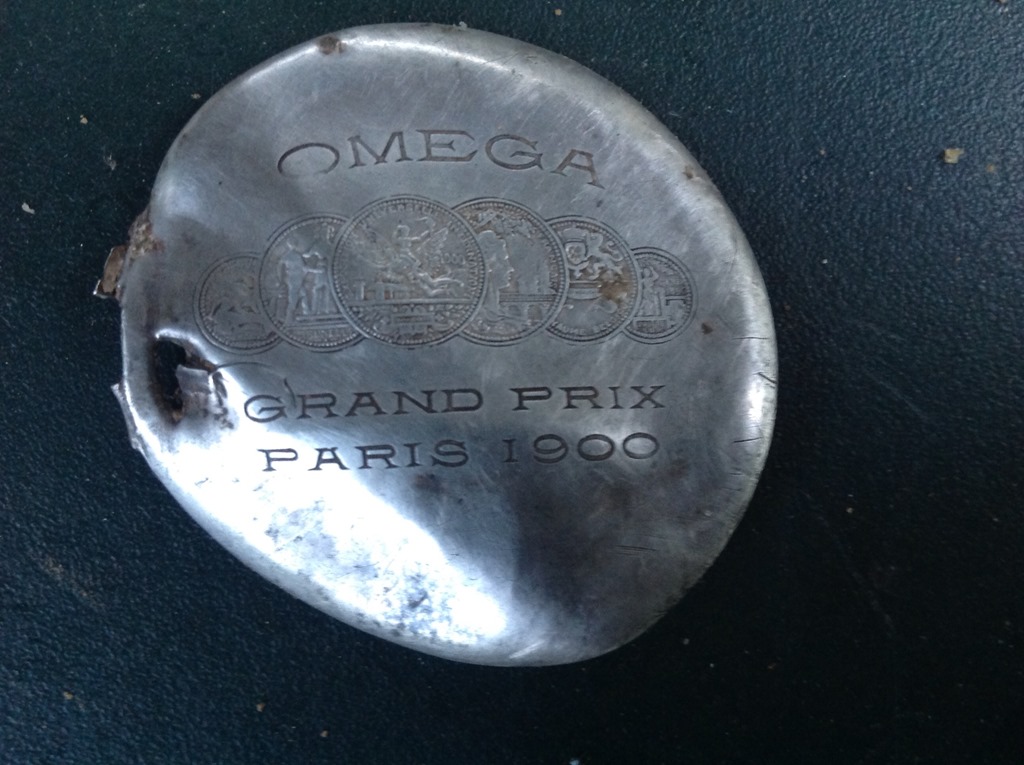 OMEGA
GRAND PRIX
PARIS 1900